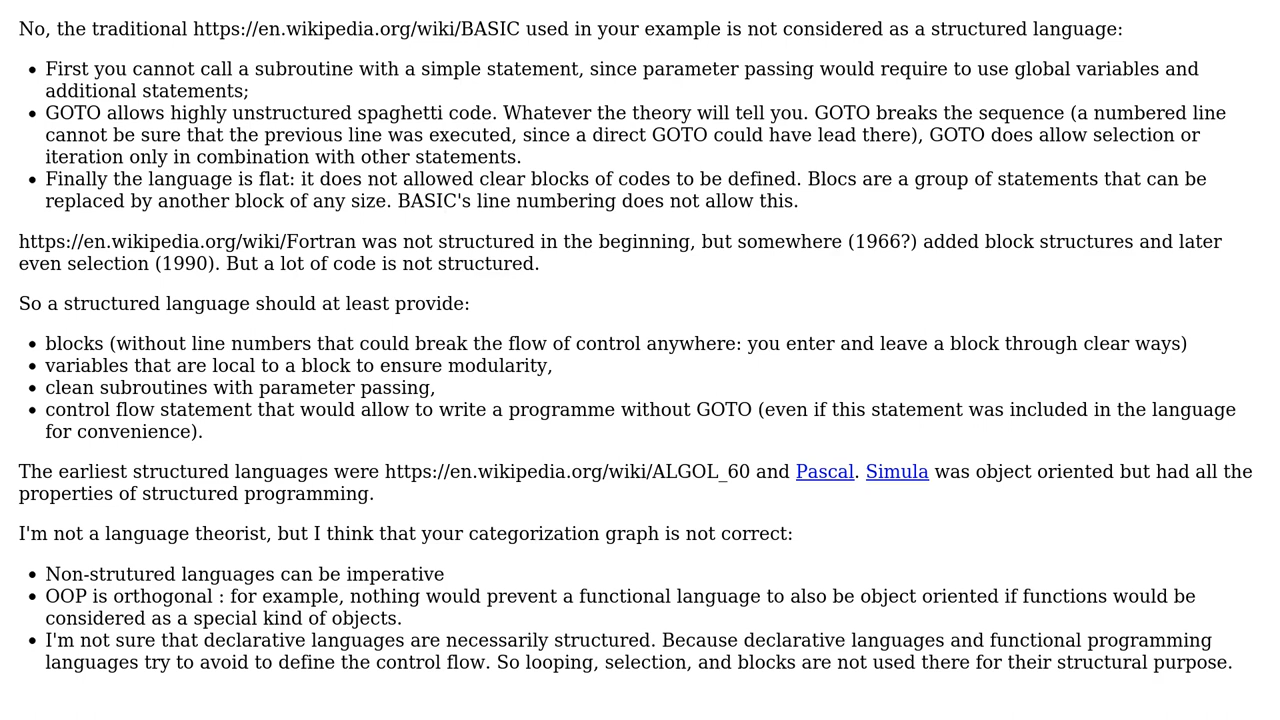 No, the traditional https://en.wikipedia.org/wiki/BASIC used in your example is not considered as a structured language:
• First you cannot call a subroutine with a simple statement, since parameter passing would require to use global variables and
additional statements;
• GOTO allows highly unstructured spaghetti code. Whatever the theory will tell you. GOTO breaks the sequence (a numbered line
cannot be sure that the previous line was executed, since a direct GOTO could have lead there), GOTO does allow selection or
iteration only in combination with other statements.
• Finally the language is flat: it does not allowed clear blocks of codes to be defined. Blocs are a group of statements that can be
replaced by another block of any size. BASIC's line numbering does not allow this.
https://en.wikipedia.org/wiki/Fortran was not structured in the beginning, but somewhere (1966?) added block structures and later
even selection (1990). But a lot of code is not structured.
So a structured language should at least provide:
• blocks (without line numbers that could break the flow of control anywhere: you enter and leave a block through clear ways)
• variables that are local to a block to ensure modularity,
• clean subroutines with parameter passing,
• control flow statement that would allow to write a programme without GOTO (even if this statement was included in the language
for convenience).
The earliest structured languages were https://en.wikipedia.org/wiki/ALGOL_60 and Pascal. Simula was object oriented but had all the
properties of structured programming.
I'm not a language theorist, but I think that your categorization graph is not correct:
• Non-strutured languages can be imperative
• OOP is orthogonal : for example, nothing would prevent a functional language to also be object oriented if functions would be
considered as a special kind of objects.
• I'm not sure that declarative languages are necessarily structured. Because declarative languages and functional programming
languages try to avoid to define the control flow. So looping, selection, and blocks are not used there for their structural purpose.